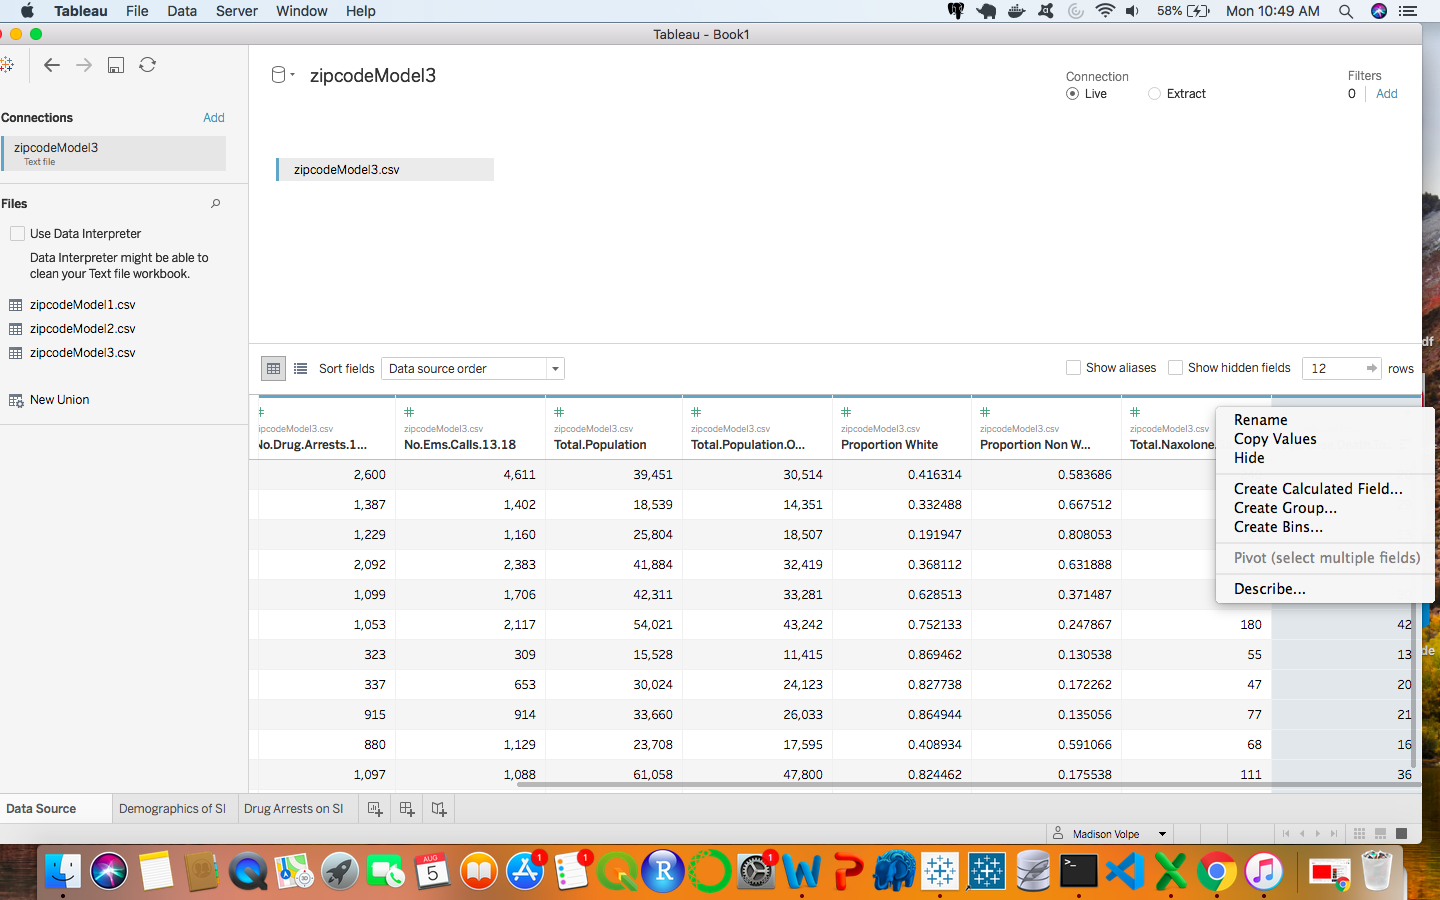 Tableau File Data Server Window Help 58% Mon 10:49 AM
Tableau - Book1
zipcodeModel3
Connection
Live Extract
Filters
0 Add
Connections Add
zipcodeModel3
Text file
zipcodeModel3.csv
Files
Use Data Interpreter
Data Interpreter might be able to
clean your Text file workbook.
zipcodeModel1.csv
zipcodeModel2.csv
zipcodeModel3.csv
New Union
Sort fields Data source order Show aliases Show hidden fields 12 rows
zipcodeModel3.csv zipcodeModel3.csv zipcodeModel3.csv zipcodeModel3.csv zipcodeModel3.csv zipcodeModel3.csv
No.Drug.Arrests.1... No.Ems.Calls.13.18 Total.Population Total.Population.O... Proportion White Proportion Non W... Total.Naxolone.
2,600 4,611 39,451 30,514 0.416314 0.583686
1,387 1,402 18,539 14,351 0.332488 0.667512
1,229 1,160 25,804 18,507 0.191947 0.808053
2,092 2,383 41,884 32,419 0.368112 0.631888
1,099 1,706 42,311 33,281 0.628513 0.371487
1,053 2,117 54,021 43,242 0.752133 0.247867 180 42
323 309 15,528 11,415 0.869462 0.130538 55 13
337 653 30,024 24,123 0.827738 0.172262 47 20
915 914 33,660 26,033 0.864944 0.135056 77 21
880 1,129 23,708 17,595 0.408934 0.591066 68 16
1,097 1,088 61,058 47,800 0.824462 0.175538 111 36
Rename
Copy Values
Hide
Create Calculated Field...
Create Group...
Create Bins...
Pivot (select multiple fields)
Describe...
df
de
Data Source Demographics of SI Drug Arrests on SI
Madison Volpe
AUG
5
1
1
1